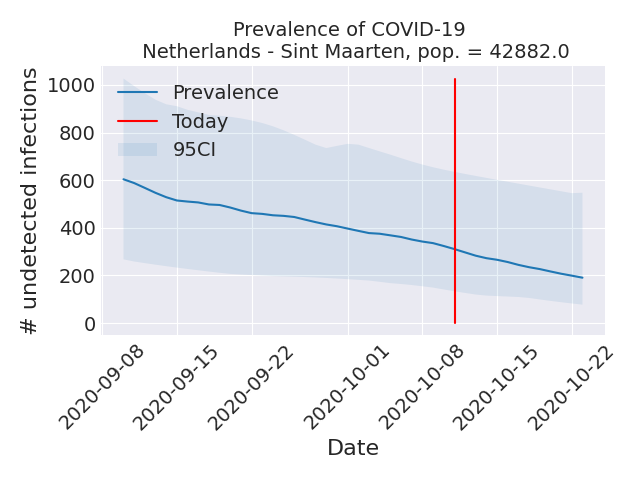 Prevalence of COVID-19
Netherlands - Sint Maarten, pop. = 42882.0
# undetected infections
1000
800
600
400
200
0
Prevalence
Today
95CI
2020-09-08
2020-09-15
2020-09-22
2020-10-01
2020-10-08
2020-10-15
2020-10-22
Date